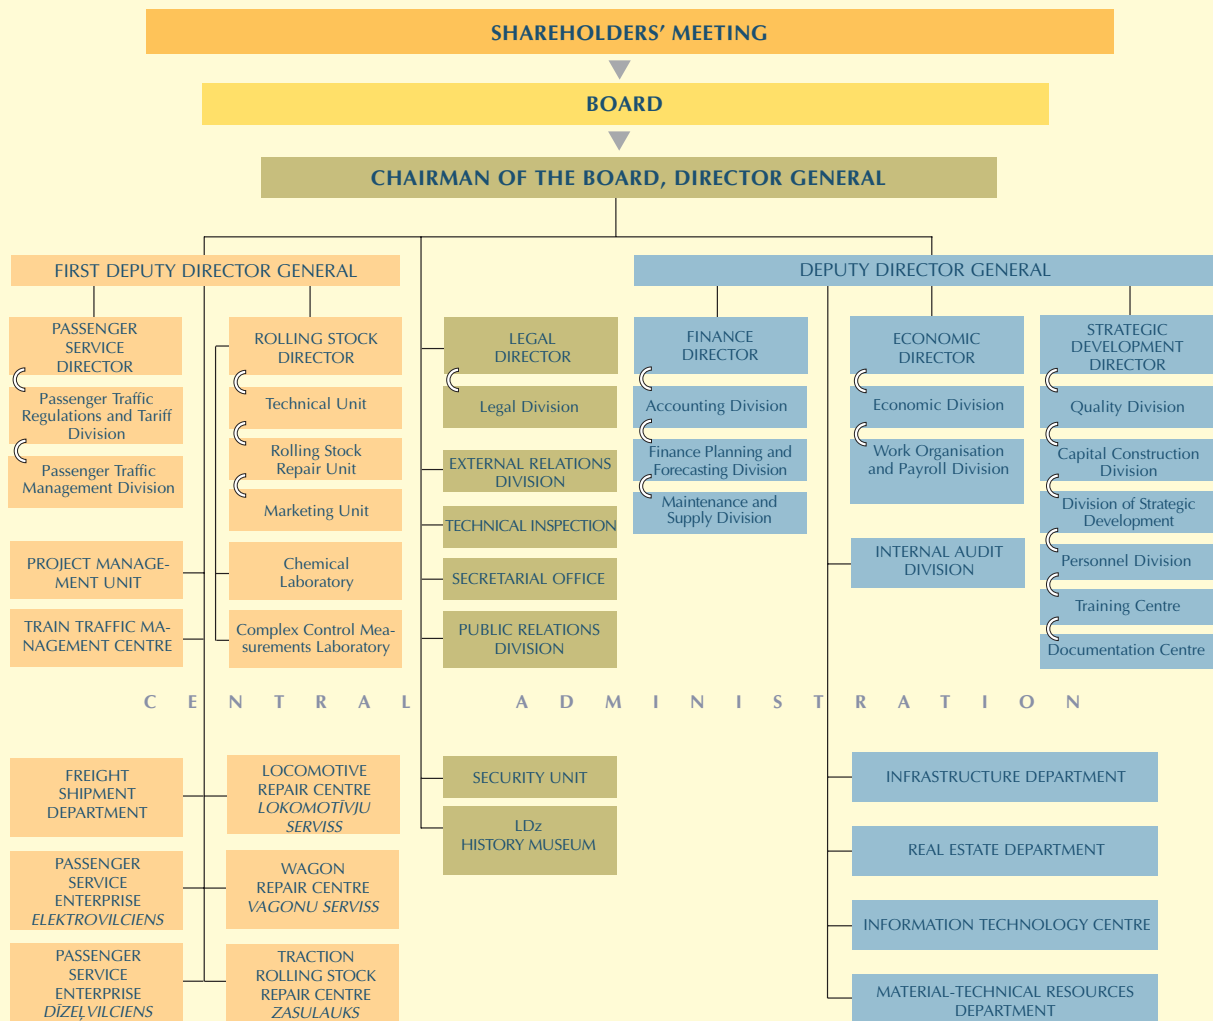 SHAREHOLDERS' MEETING
BOARD
CHAIRMAN OF THE BOARD, DIRECTOR GENERAL
FIRST DEPUTY DIRECTOR GENERAL
DEPUTY DIRECTOR GENERAL
PASSENGER
SERVICE
DIRECTOR
Passenger Traffic
Regulations and Tariff
Division
Passenger Traffic
Management Division
PROJECT MANAGE-
MENT UNIT
TRAIN TRAFFIC MA-
NAGEMENT CENTRE
ROLLING STOCK
DIRECTOR
Technical Unit
Rolling Stock
Repair Unit
Marketing Unit
Chemical
Laboratory
Complex Control Mea-
surements Laboratory
LEGAL
DIRECTOR
Legal Division
EXTERNAL RELATIONS
DIVISION
TECHNICAL INSPECTION
SECRETARIAL OFFICE
PUBLIC RELATIONS
DIVISION
FINANCE
DIRECTOR
Accounting Division
Finance Planning and
Forecasting Division
Maintenance and
Supply Division
ECONOMIC
DIRECTOR
Economic Division
Work Organisation
and Payroll Division
INTERNAL AUDIT
DIVISION
STRATEGIC
DEVELOPMENT
DIRECTOR
Quality Division
Capital Construction
Division
Division of Strategic
Development
Personnel Division
Training Centre
Documentation Centre
CENTRAL ADMINISTRATION
FREIGHT
SHIPMENT
DEPARTMENT
PASSENGER
SERVICE
ENTERPRISE
ELEKTROVILCIENS
PASSENGER
SERVICE
ENTERPRISE
DĪZEĻVILCIENS
LOCOMOTIVE
REPAIR CENTRE
LOKOMOTĪVJU
SERVISS
WAGON
REPAIR CENTRE
VAGONU SERVISS
TRACTION
ROLLING STOCK
REPAIR CENTRE
ZASULAUKS
SECURITY UNIT
LDz
HISTORY MUSEUM
INFRASTRUCTURE DEPARTMENT
REAL ESTATE DEPARTMENT
INFORMATION TECHNOLOGY CENTRE
MATERIAL-TECHNICAL RESOURCES
DEPARTMENT